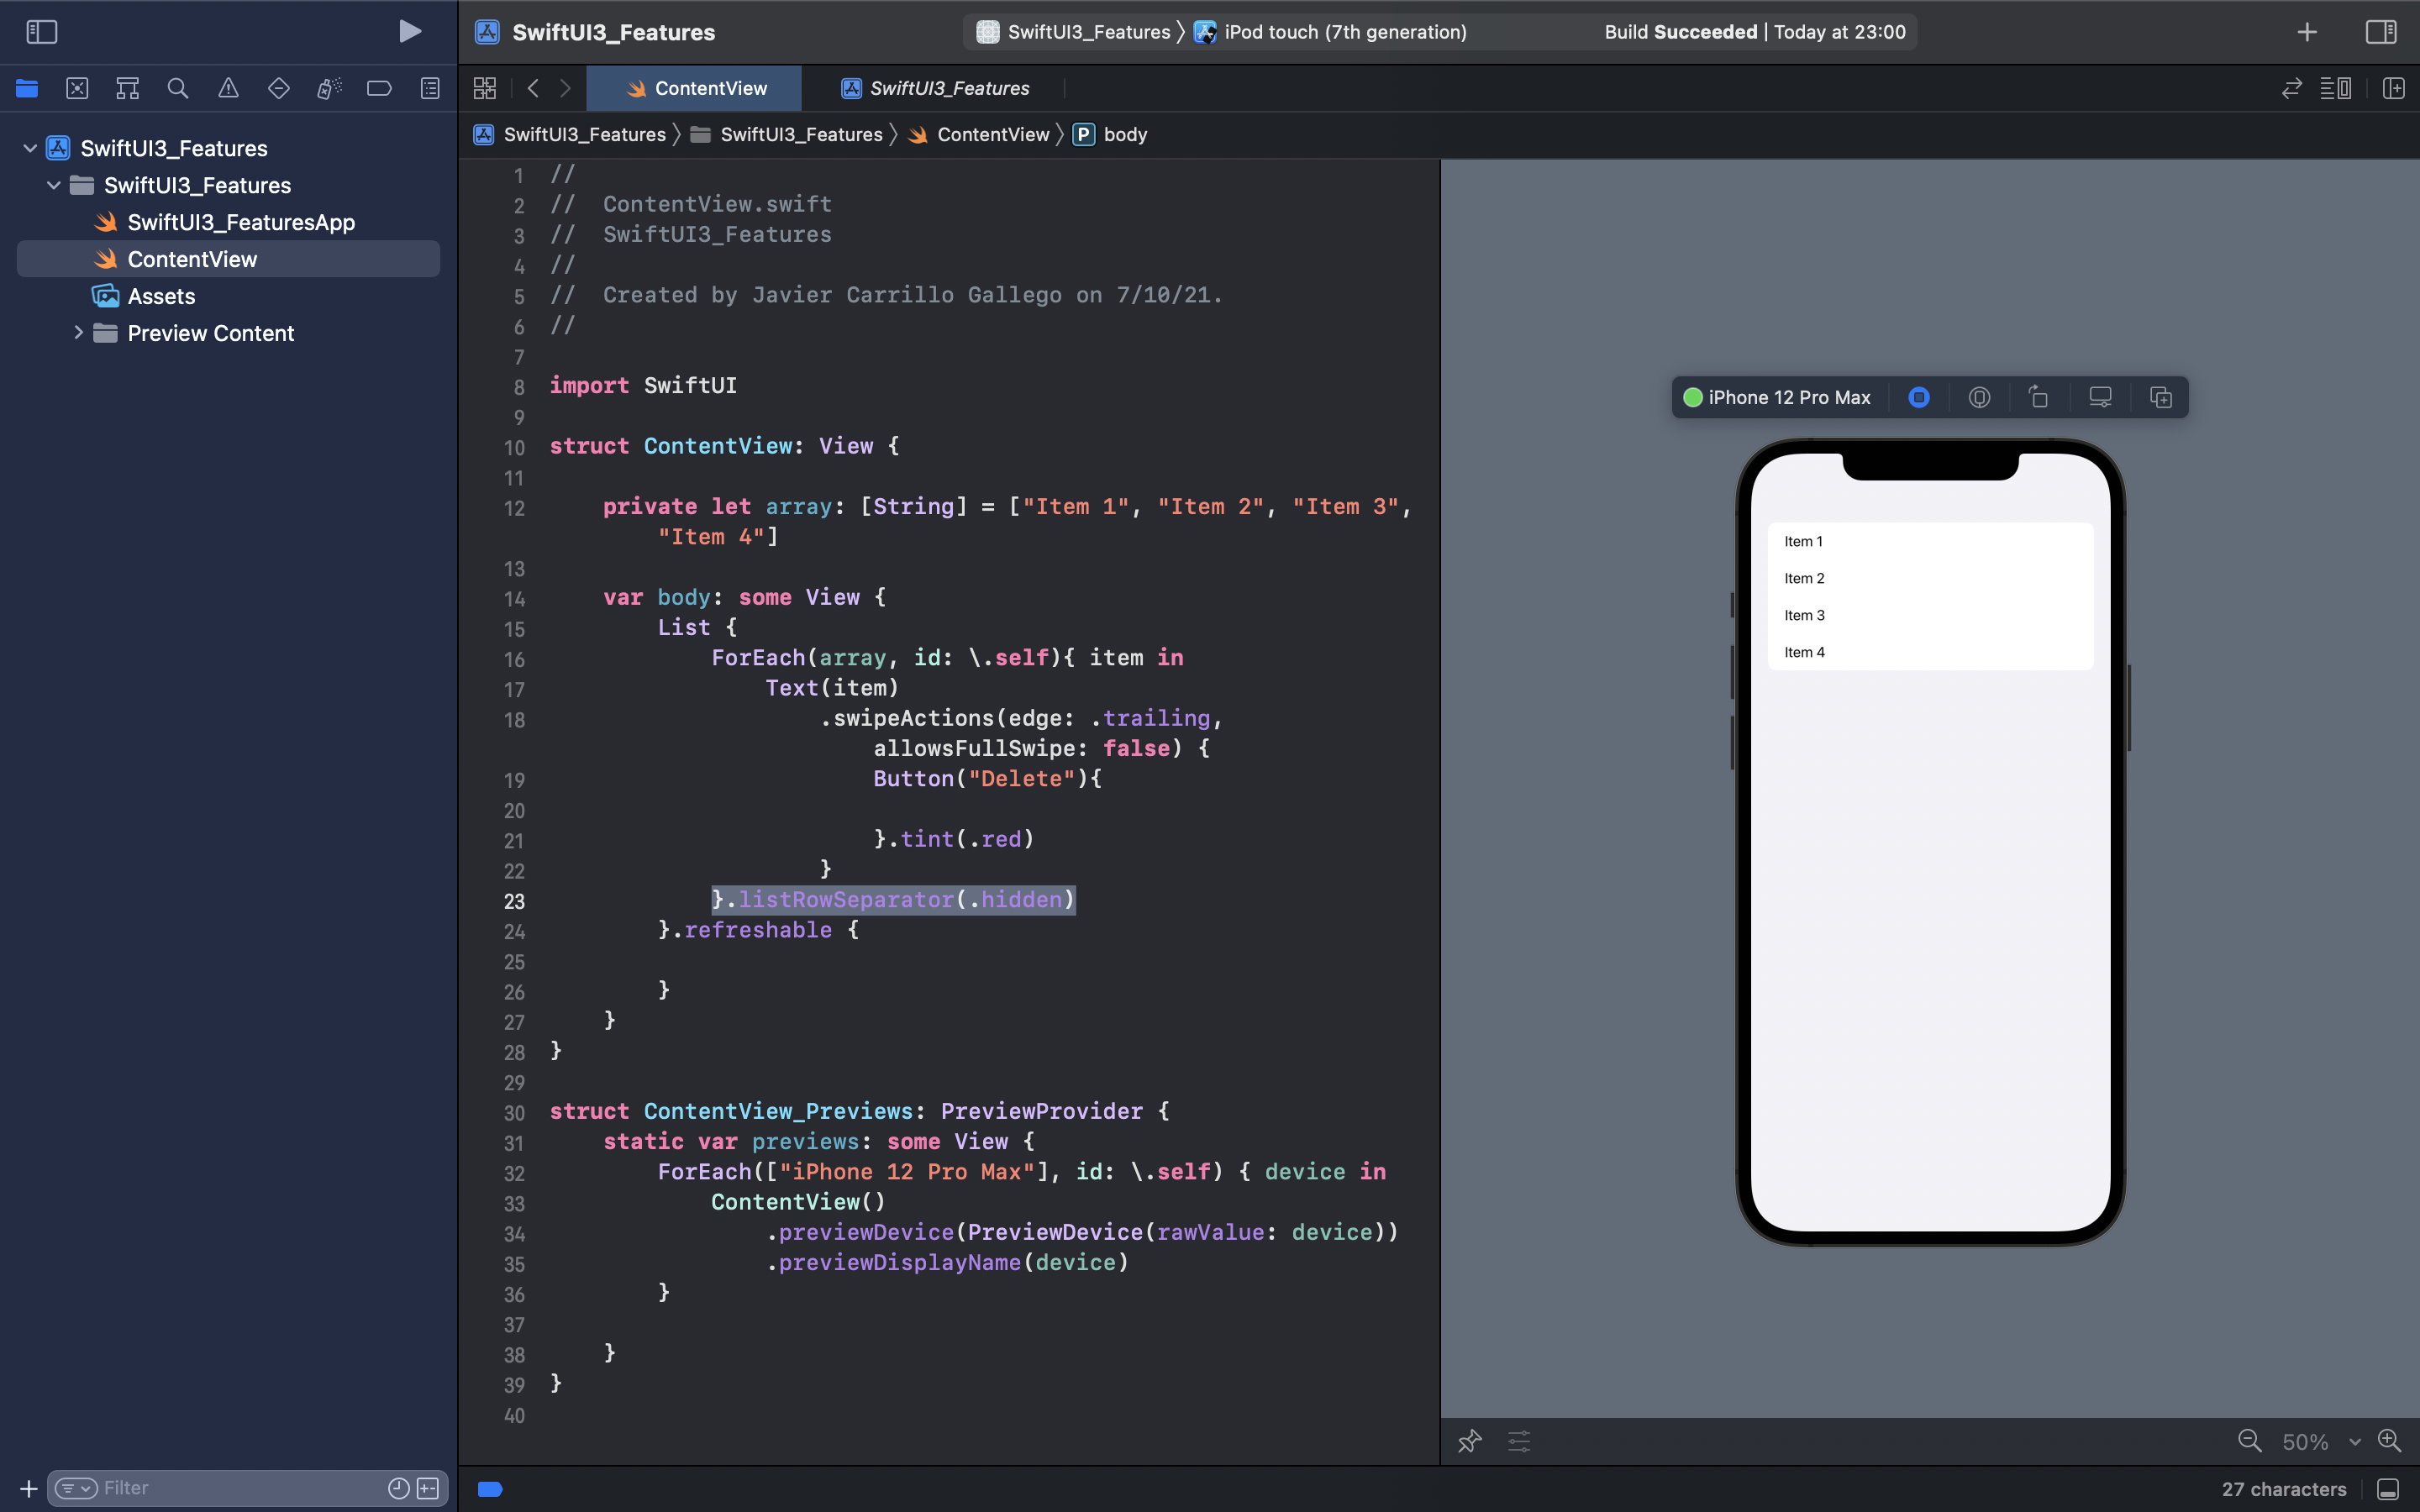 SwiftUI3_Features
SwiftUI3_Features 〉 iPod touch (7th generation)
Build Succeeded | Today at 23:00
ContentView
SwiftUI3_Features
SwiftUI3_Features 〉 SwiftUI3_Features 〉 ContentView 〉 P body
SwiftUI3_Features
SwiftUI3_Features
SwiftUI3_FeaturesApp
ContentView
Assets
Preview Content
Filter
1 //
2 //  ContentView.swift
3 //  SwiftUI3_Features
4 //
5 //  Created by Javier Carrillo Gallego on 7/10/21.
6 //
7
8 import SwiftUI
9
10 struct ContentView: View {
11
12     private let array: [String] = ["Item 1", "Item 2", "Item 3",
        "Item 4"]
13
14     var body: some View {
15         List {
16             ForEach(array, id: \.self){ item in
17                 Text(item)
18                     .swipeActions(edge: .trailing,
                        allowsFullSwipe: false) {
19                         Button("Delete"){
20
21                         }.tint(.red)
22                     }
23             }.listRowSeparator(.hidden)
24         }.refreshable {
25
26         }
27     }
28 }
29
30 struct ContentView_Previews: PreviewProvider {
31     static var previews: some View {
32         ForEach(["iPhone 12 Pro Max"], id: \.self) { device in
33             ContentView()
34                 .previewDevice(PreviewDevice(rawValue: device))
35                 .previewDisplayName(device)
36         }
37
38     }
39 }
40
iPhone 12 Pro Max
Item 1
Item 2
Item 3
Item 4
50%
27 characters